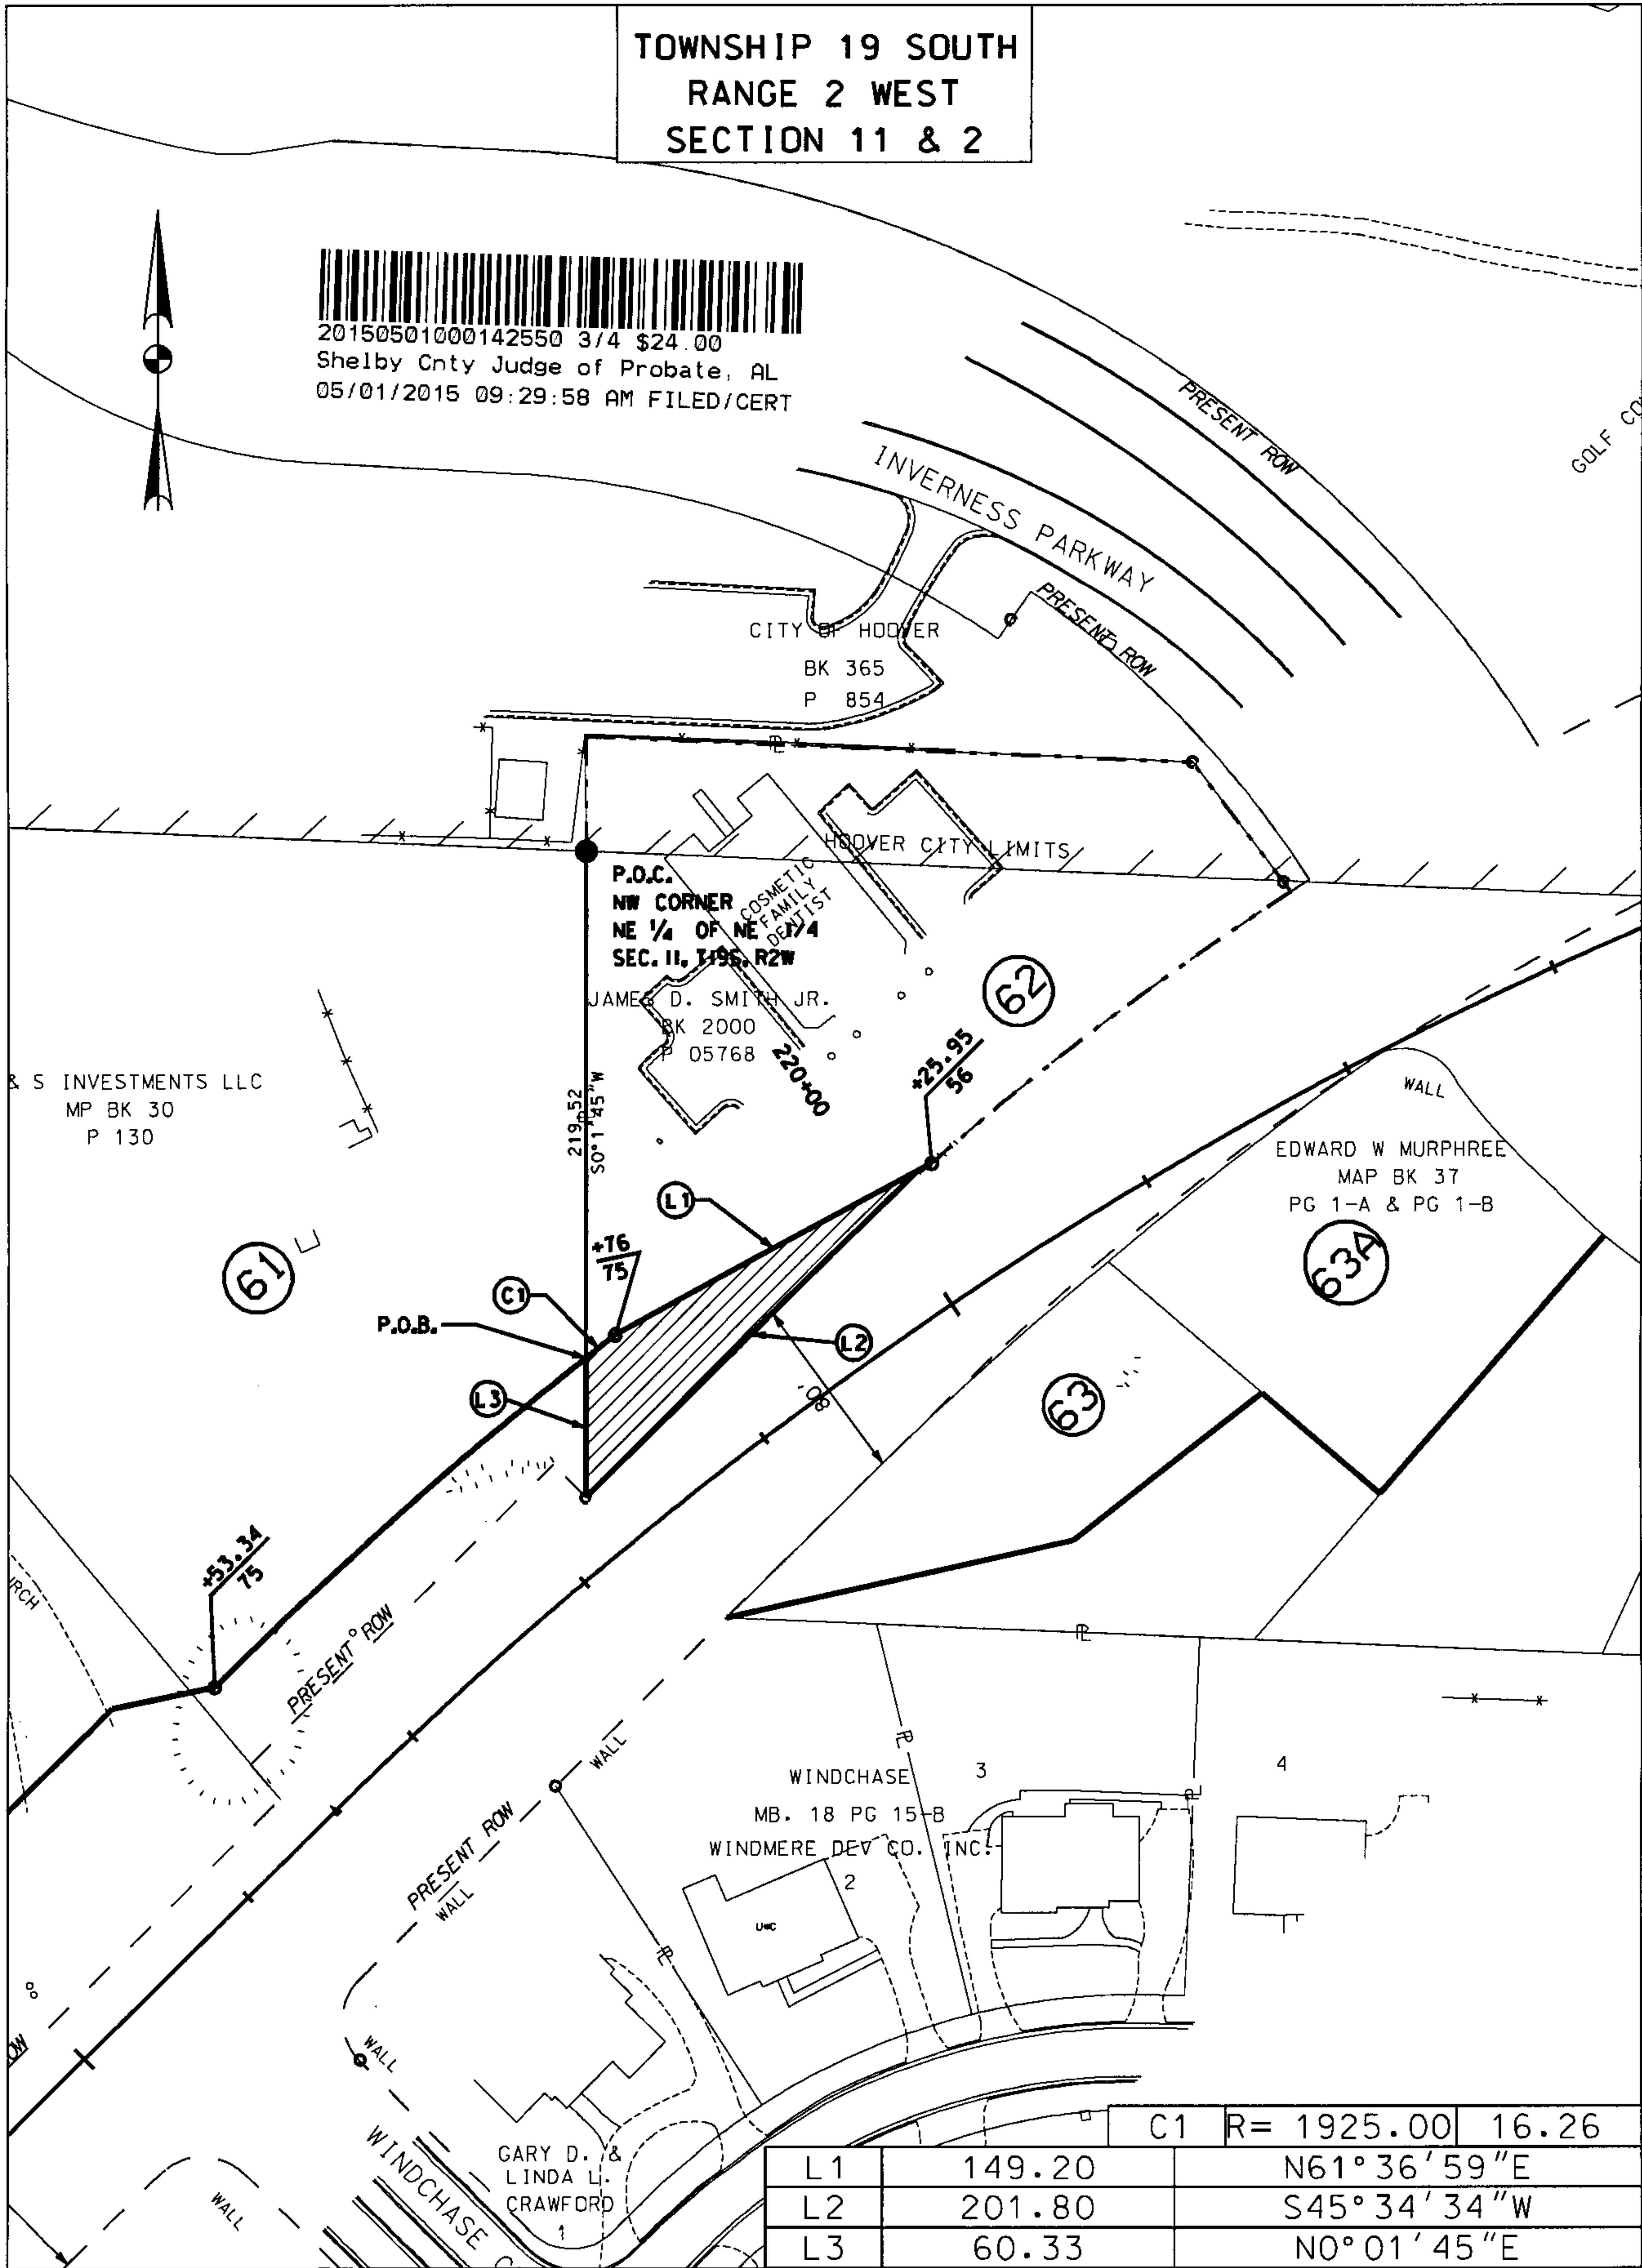 TOWNSHIP 19 SOUTH
RANGE 2 WEST
SECTION 11 & 2
20150501000142550 3/4 $24.00
Shelby Cnty Judge of Probate, AL
05/01/2015 09:29:58 AM FILED/CERT
PRESENT ROW
GOLF CO
INVERNESS PARKWAY
PRESENT ROW
CITY OF HOOVER
BK 365
P 854
PL
HOOVER CITY LIMITS
P.O.C.
NW CORNER
NE 1/4 OF NE 1/4
SEC. 11, T19S, R2W
COSMETIC
FAMILY
DENTIST
JAMES D. SMITH JR.
BK 2000
P 05768
220+00
62
+25.95
56
& S INVESTMENTS LLC
MP BK 30
P 130
219.52
S0°1'45"W
WALL
EDWARD W MURPHREE
MAP BK 37
PG 1-A & PG 1-B
63A
L1
61
+76
75
C1
P.O.B.
L2
L3
80'
63
+53.34
75
RCH
PRESENT ROW
PL
WALL
PL
WINDCHASE
3
4
MB. 18 PG 15-B
WINDMERE DEV CO. INC.
PL
2
PRESENT ROW
WALL
PL
OW
WALL
WINDCHASE C
GARY D. &
LINDA L.
CRAWFORD
1
WALL
C1 R= 1925.00 16.26
L1 149.20 N61°36'59"E
L2 201.80 S45°34'34"W
L3 60.33 N0°01'45"E